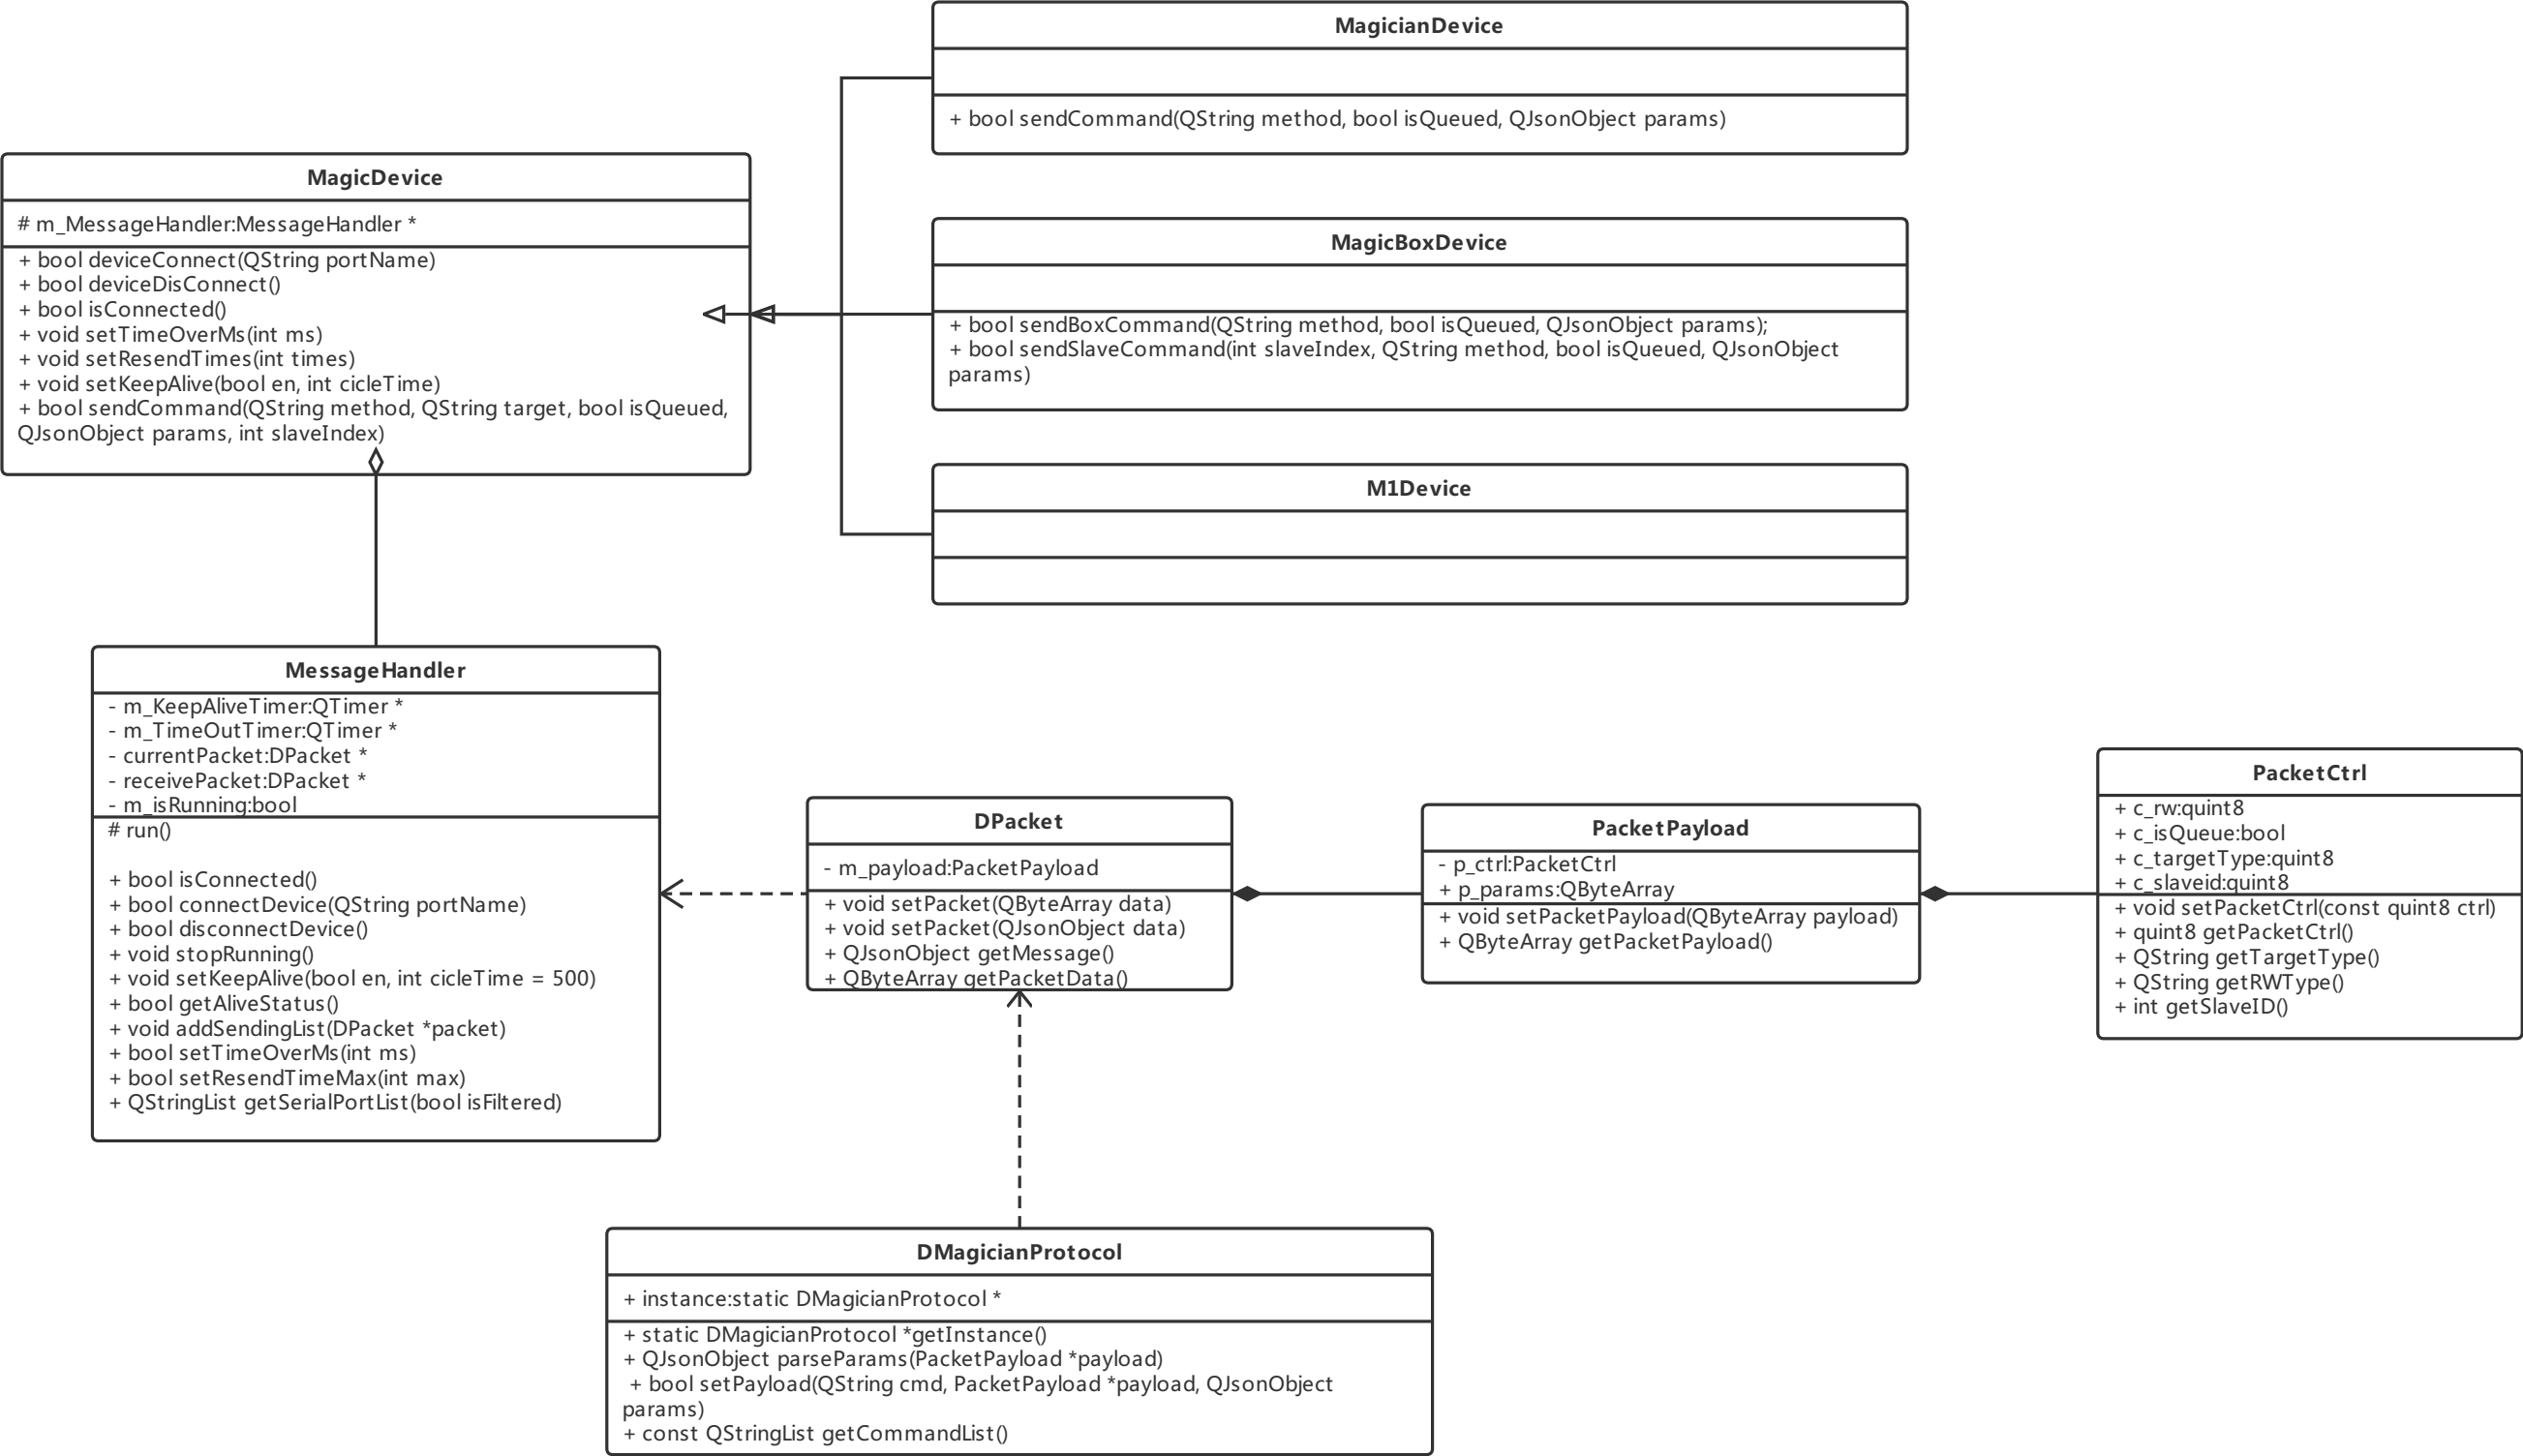 MagicianDevice
+ bool sendCommand(QString method, bool isQueued, QJsonObject params)
MagicDevice
# m_MessageHandler:MessageHandler *
+ bool deviceConnect(QString portName)
+ bool deviceDisConnect()
+ bool isConnected()
+ void setTimeOverMs(int ms)
+ void setResendTimes(int times)
+ void setKeepAlive(bool en, int cicleTime)
+ bool sendCommand(QString method, QString target, bool isQueued,
QJsonObject params, int slaveIndex)
MagicBoxDevice
+ bool sendBoxCommand(QString method, bool isQueued, QJsonObject params);
+ bool sendSlaveCommand(int slaveIndex, QString method, bool isQueued, QJsonObject
params)
M1Device
MessageHandler
- m_KeepAliveTimer:QTimer *
- m_TimeOutTimer:QTimer *
- currentPacket:DPacket *
- receivePacket:DPacket *
- m_isRunning:bool
# run()
+ bool isConnected()
+ bool connectDevice(QString portName)
+ bool disconnectDevice()
+ void stopRunning()
+ void setKeepAlive(bool en, int cicleTime = 500)
+ bool getAliveStatus()
+ void addSendingList(DPacket *packet)
+ bool setTimeOverMs(int ms)
+ bool setResendTimeMax(int max)
+ QStringList getSerialPortList(bool isFiltered)
DPacket
- m_payload:PacketPayload
+ void setPacket(QByteArray data)
+ void setPacket(QJsonObject data)
+ QJsonObject getMessage()
+ QByteArray getPacketData()
PacketPayload
- p_ctrl:PacketCtrl
+ p_params:QByteArray
+ void setPacketPayload(QByteArray payload)
+ QByteArray getPacketPayload()
PacketCtrl
+ c_rw:quint8
+ c_isQueue:bool
+ c_targetType:quint8
+ c_slaveid:quint8
+ void setPacketCtrl(const quint8 ctrl)
+ quint8 getPacketCtrl()
+ QString getTargetType()
+ QString getRWType()
+ int getSlaveID()
DMagicianProtocol
+ instance:static DMagicianProtocol *
+ static DMagicianProtocol *getInstance()
+ QJsonObject parseParams(PacketPayload *payload)
+ bool setPayload(QString cmd, PacketPayload *payload, QJsonObject
params)
+ const QStringList getCommandList()